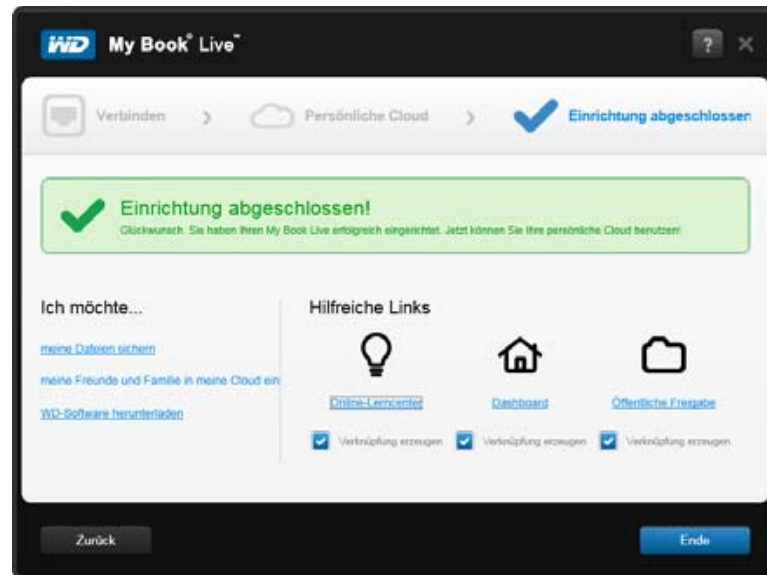 WD My Book® Live™ ?
Verbinden
Persönliche Cloud
Einrichtung abgeschlossen
Einrichtung abgeschlossen!
Glückwunsch. Sie haben Ihren My Book Live erfolgreich eingerichtet. Jetzt können Sie Ihre persönliche Cloud benutzen!
Ich möchte...
meine Dateien sichern
meine Freunde und Familie in meine Cloud ein
WD-Software herunterladen
Hilfreiche Links
Online-Lerncenter
Dashboard
Öffentliche Freigabe
Verknüpfung erzeugen
Verknüpfung erzeugen
Verknüpfung erzeugen
Zurück
Ende